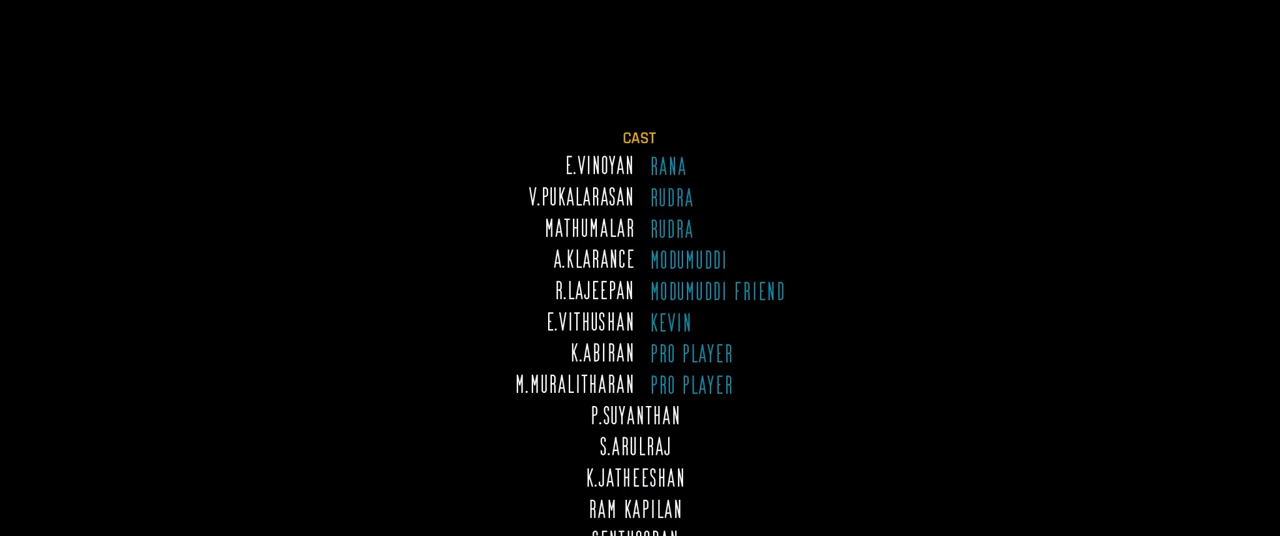 CAST
E.VINOYAN RANA
V.PUKALARASAN RUDRA
MATHUMALAR RUDRA
A.KLARANCE MODUMUDDI
R.LAJEEPAN MODUMUDDI FRIEND
E.VITHUSHAN KEVIN
K.ABIRAN PRO PLAYER
M.MURALITHARAN PRO PLAYER
P.SUYANTHAN
S.ARULRAJ
K.JATHEESHAN
RAM KAPILAN